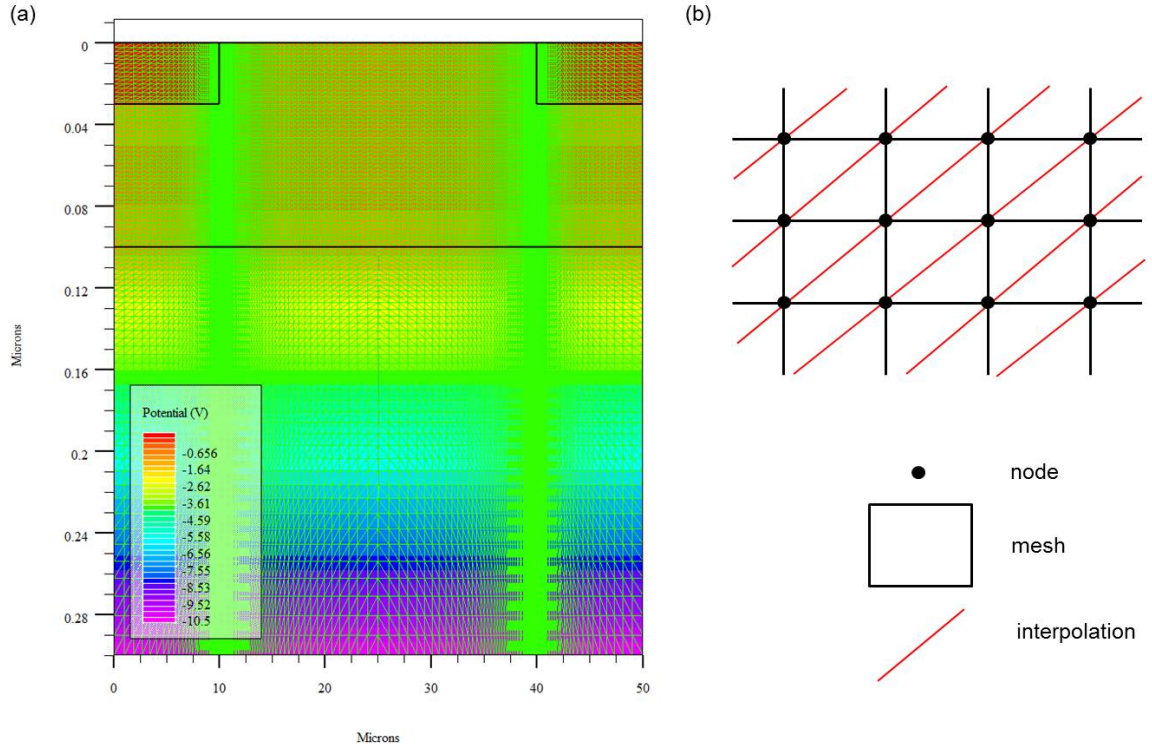 (a)
0
0.04
0.08
0.12
0.16
0.2
0.24
0.28
Microns
Potential (V)
-0.656
-1.64
-2.62
-3.61
-4.59
-5.58
-6.56
-7.55
-8.53
-9.52
-10.5
0 10 20 30 40 50
Microns
(b)
node
mesh
interpolation